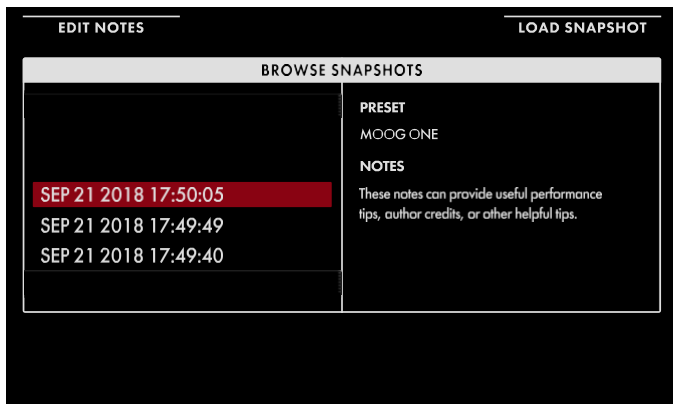 EDIT NOTES
LOAD SNAPSHOT
BROWSE SNAPSHOTS
SEP 21 2018 17:50:05
SEP 21 2018 17:49:49
SEP 21 2018 17:49:40
PRESET
MOOG ONE
NOTES
These notes can provide useful performance
tips, author credits, or other helpful tips.